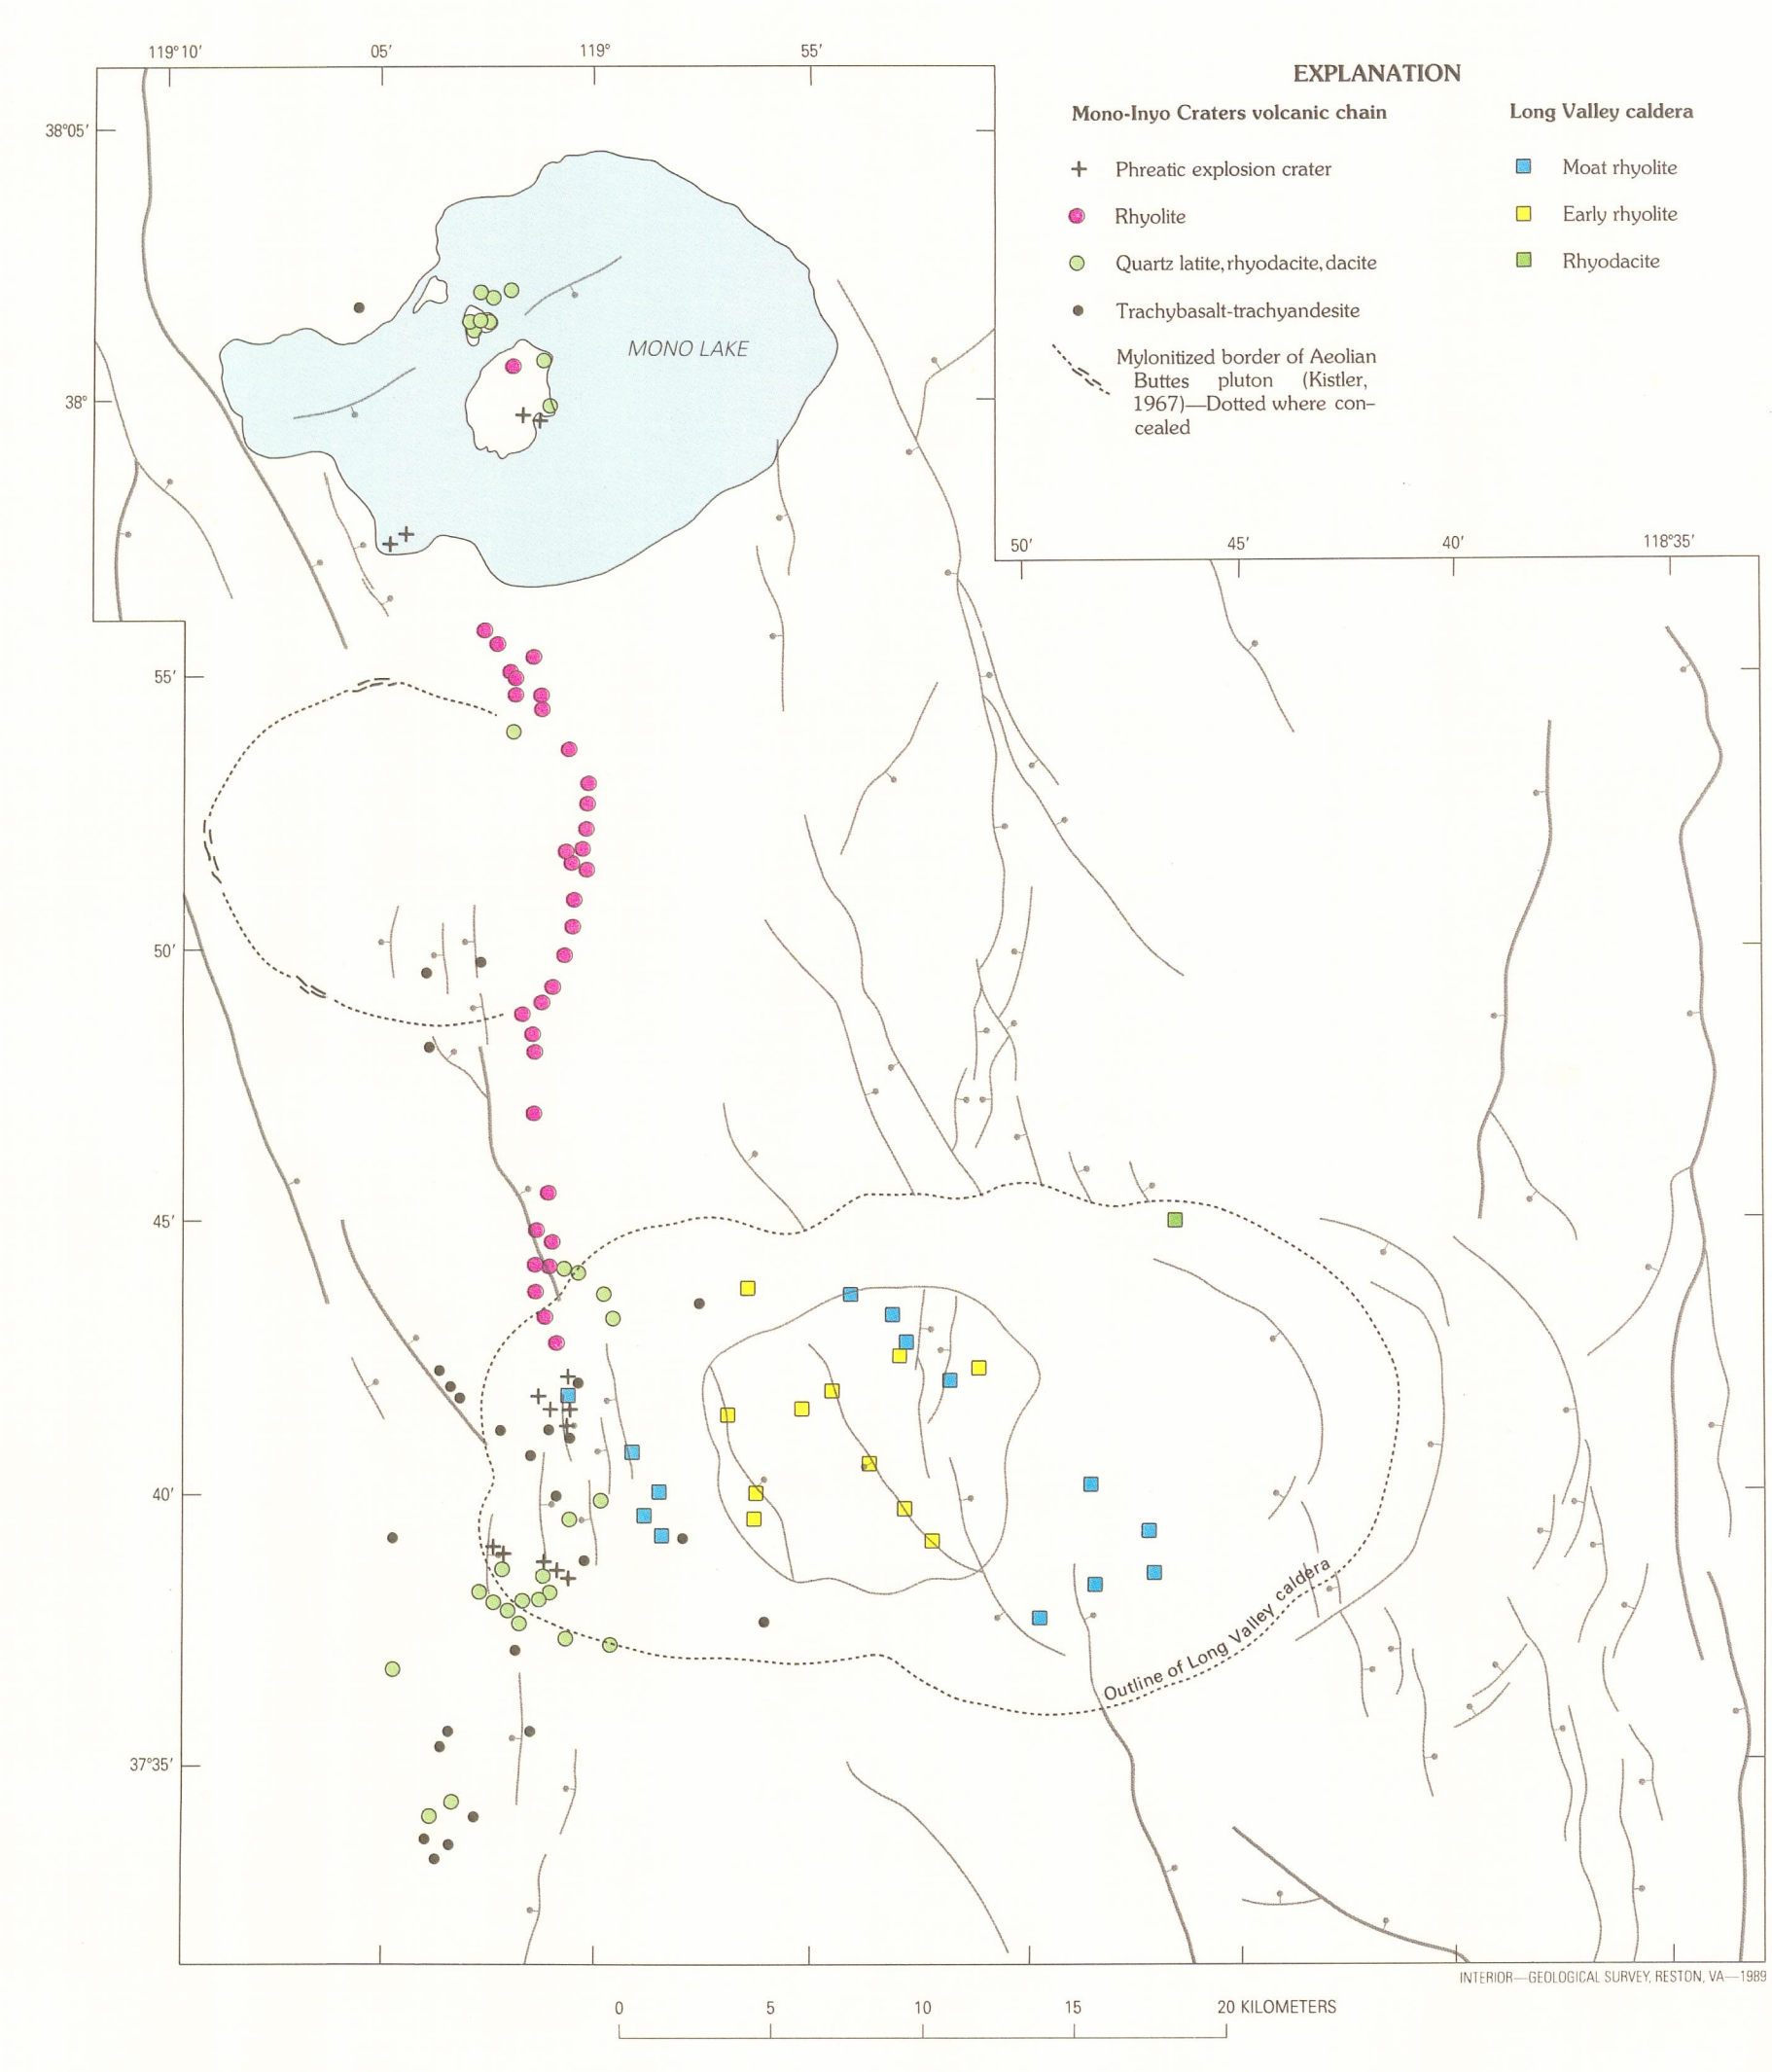 119°10′ 05′ 119° 55′
EXPLANATION
Mono-Inyo Craters volcanic chain
Phreatic explosion crater
Rhyolite
Quartz latite, rhyodacite, dacite
Trachybasalt-trachyandesite
Mylonitized border of Aeolian
Buttes pluton (Kistler,
1967)—Dotted where con-
cealed
Long Valley caldera
Moat rhyolite
Early rhyolite
Rhyodacite
38°05′
MONO LAKE
38°
50′ 45′ 40′ 118°35′
55′
50′
45′
40′
Outline of Long Valley caldera
37°35′
INTERIOR—GEOLOGICAL SURVEY, RESTON, VA—1989
0 5 10 15 20 KILOMETERS